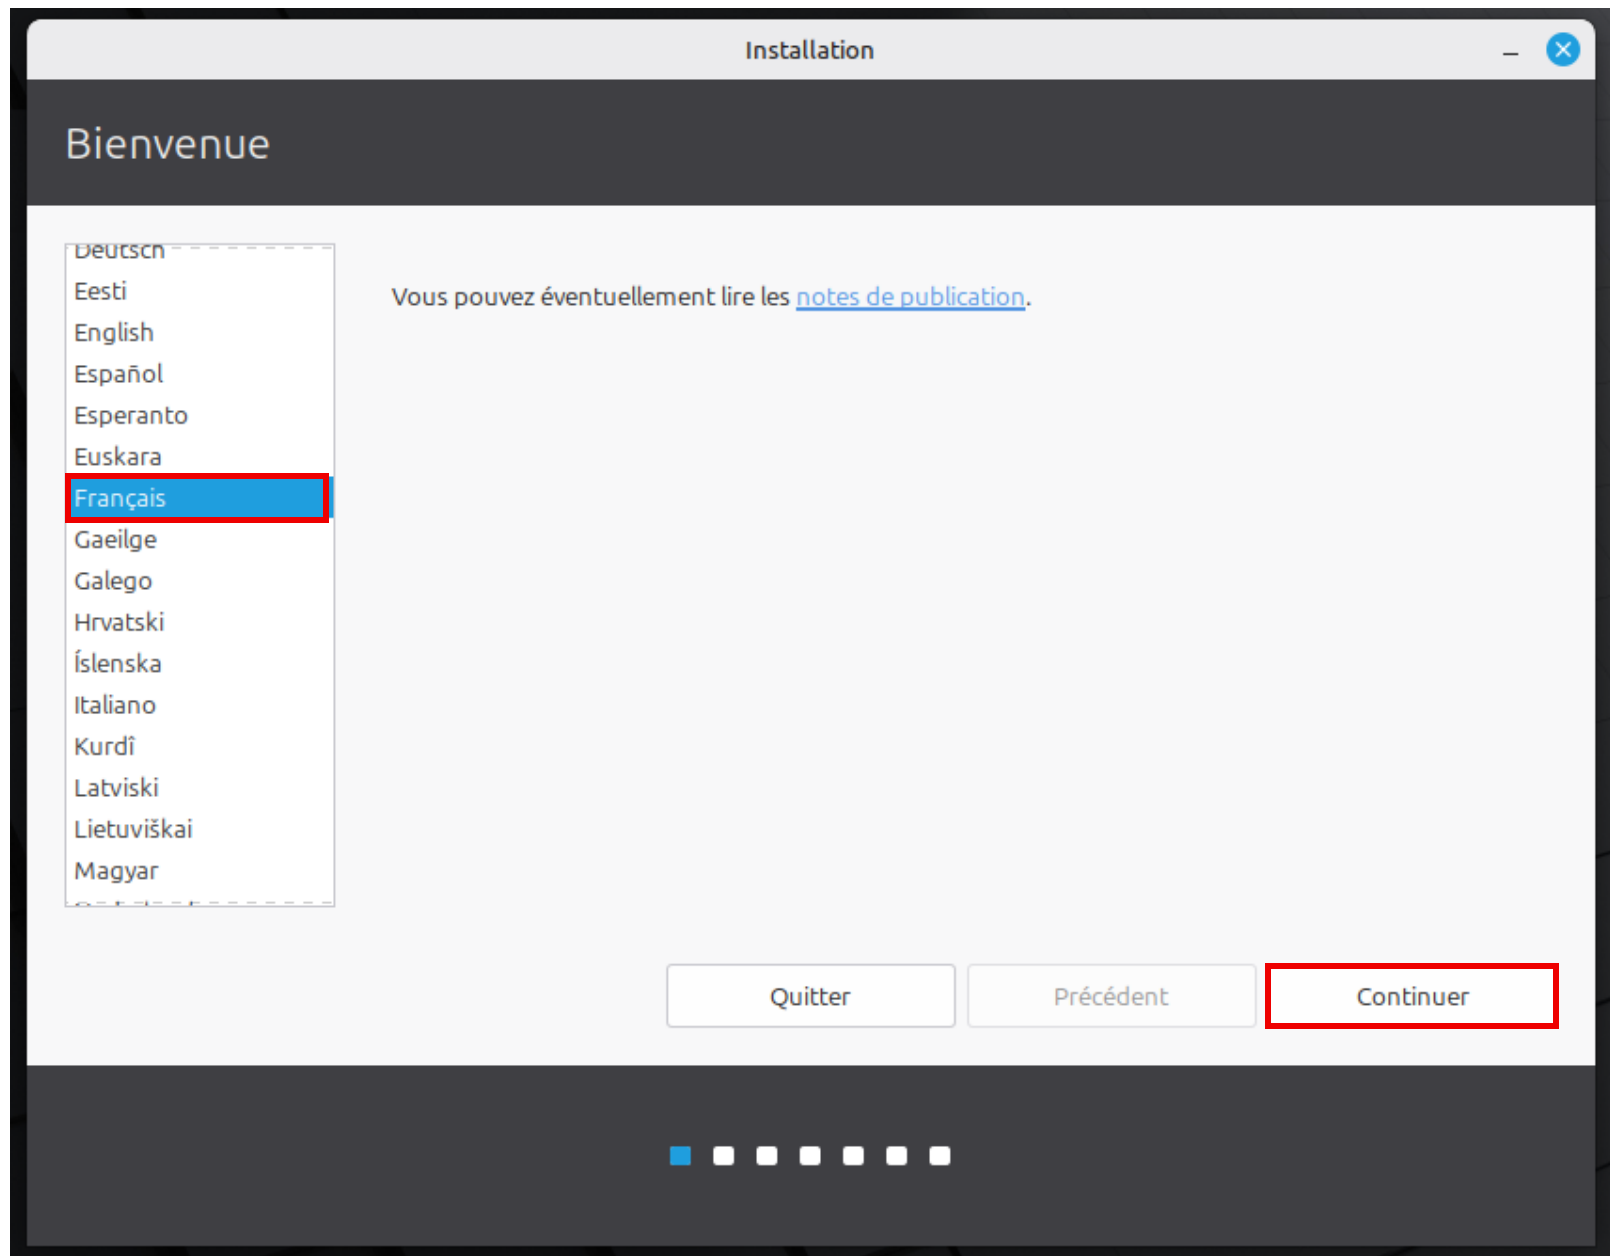 Installation
Bienvenue
Deutsch
Eesti
English
Español
Esperanto
Euskara
Français
Gaeilge
Galego
Hrvatski
Íslenska
Italiano
Kurdî
Latviski
Lietuviškai
Magyar
Vous pouvez éventuellement lire les notes de publication.
Quitter
Précédent
Continuer